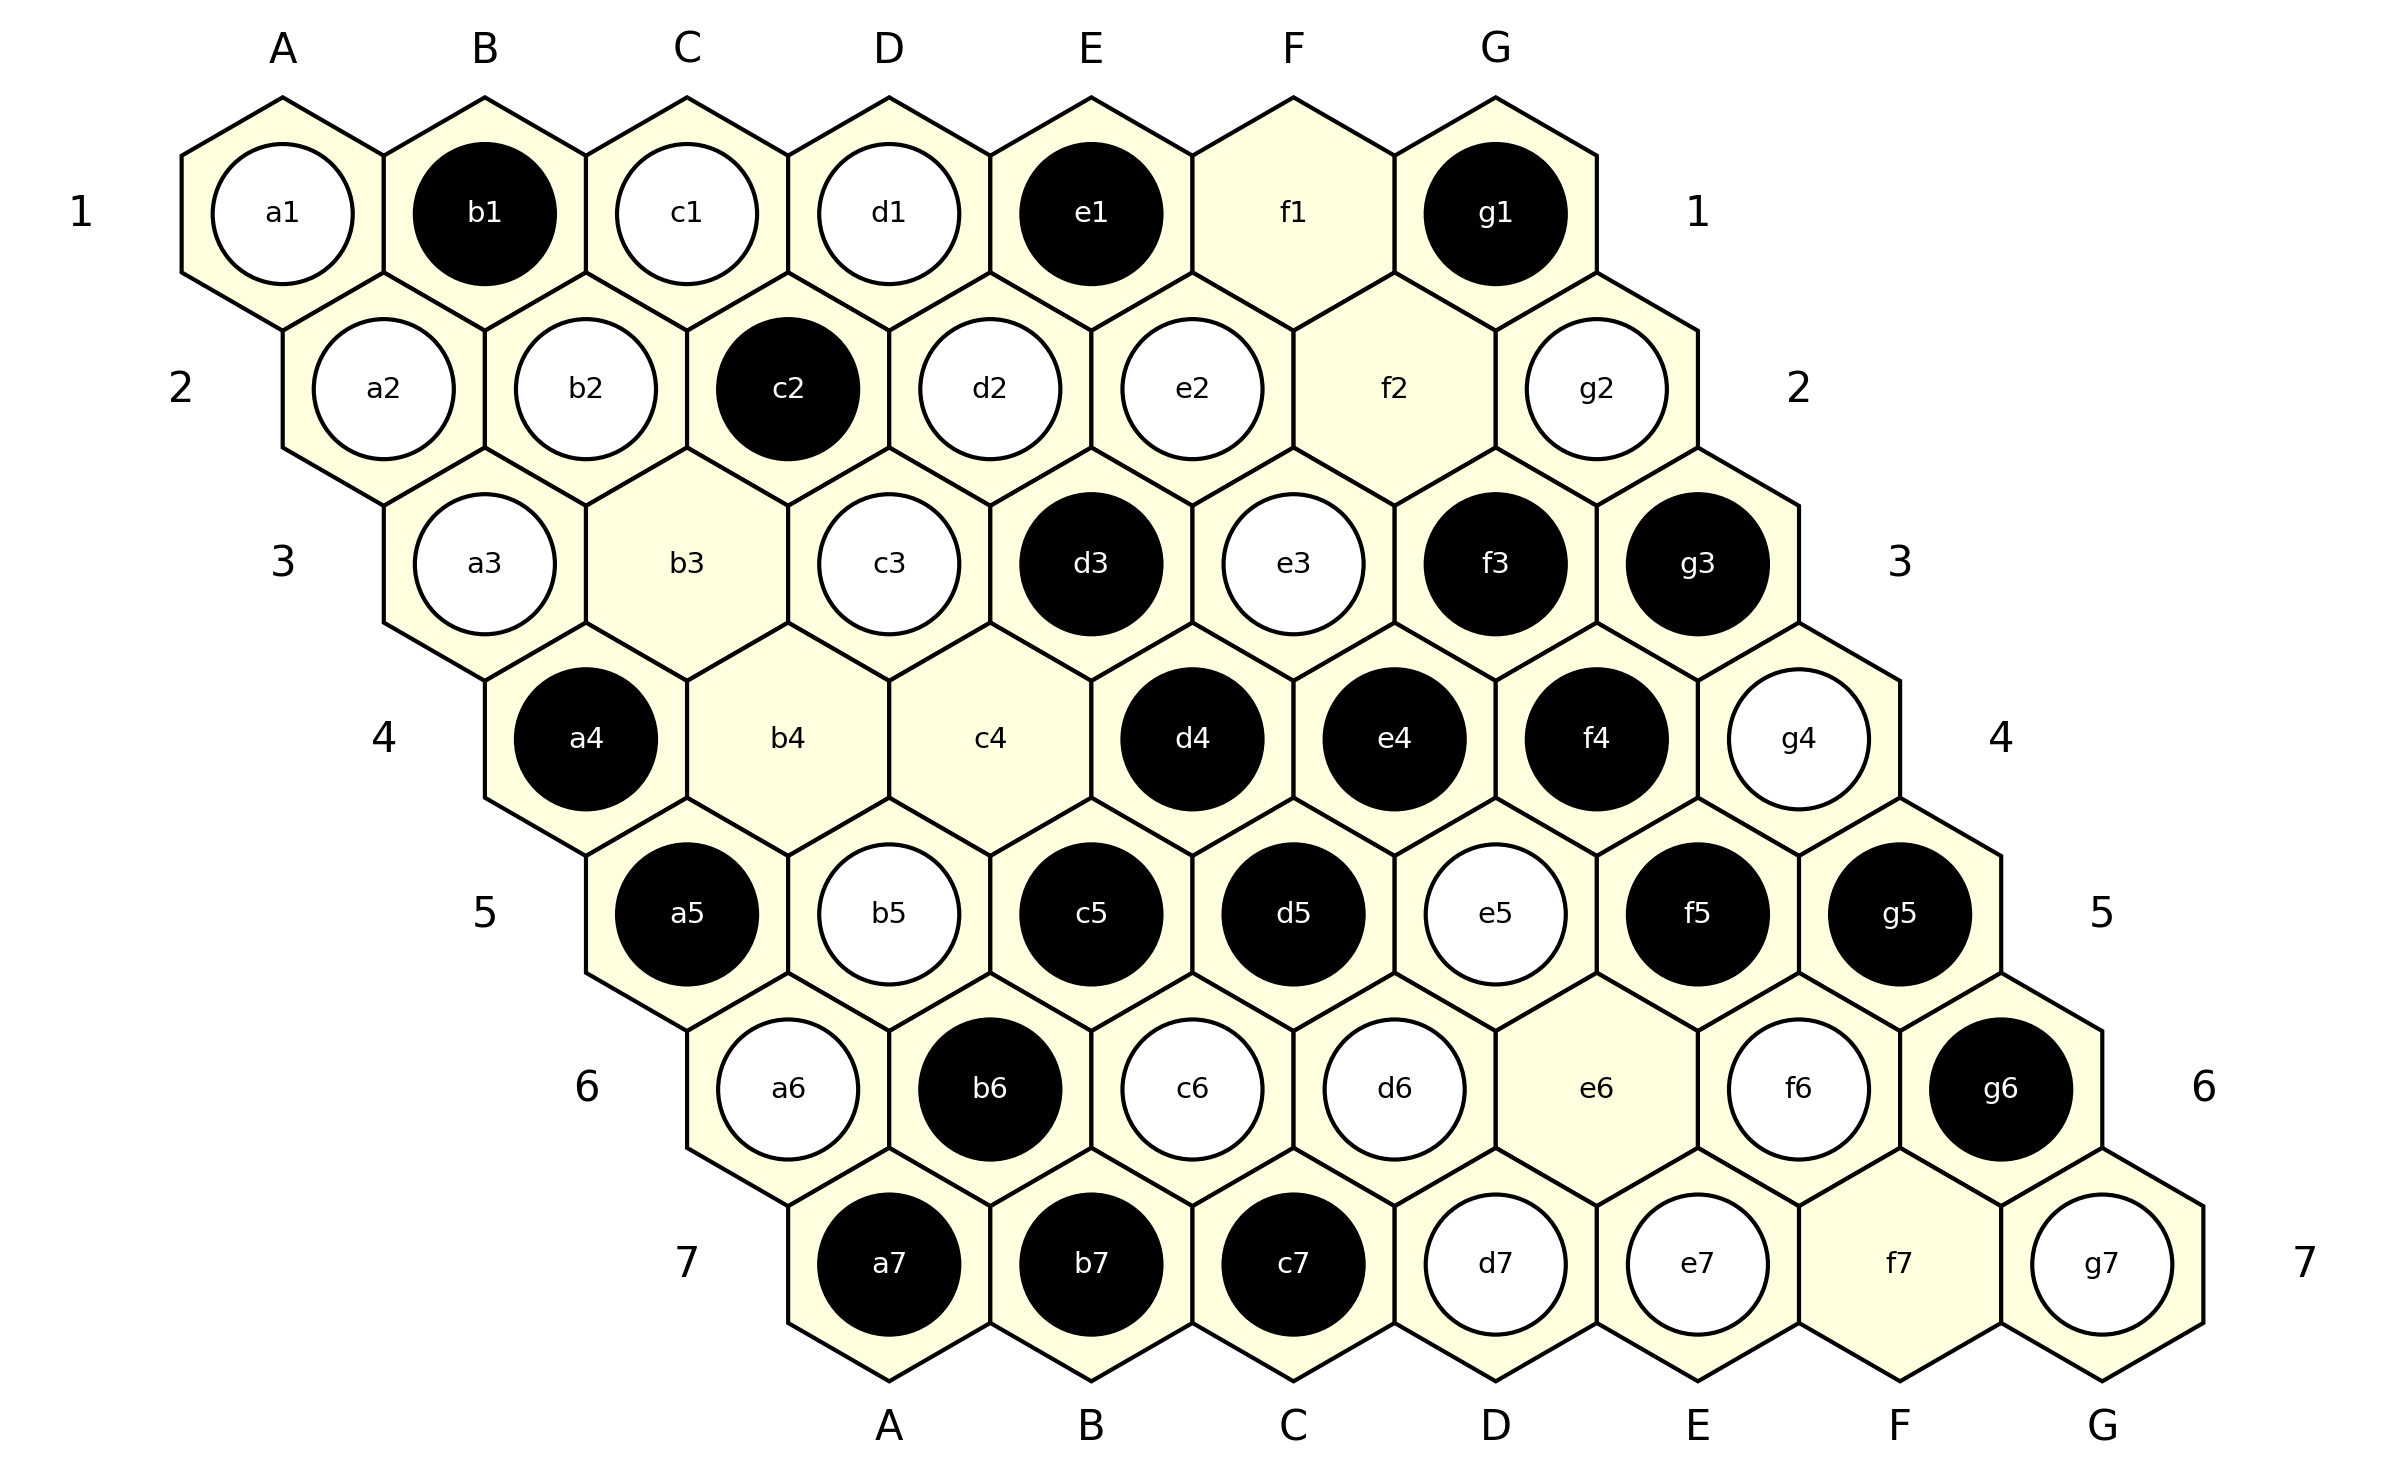 A B C D E F G
1 a1 b1 c1 d1 e1 f1 g1 1
2 a2 b2 c2 d2 e2 f2 g2 2
3 a3 b3 c3 d3 e3 f3 g3 3
4 a4 b4 c4 d4 e4 f4 g4 4
5 a5 b5 c5 d5 e5 f5 g5 5
6 a6 b6 c6 d6 e6 f6 g6 6
7 a7 b7 c7 d7 e7 f7 g7 7
A B C D E F G